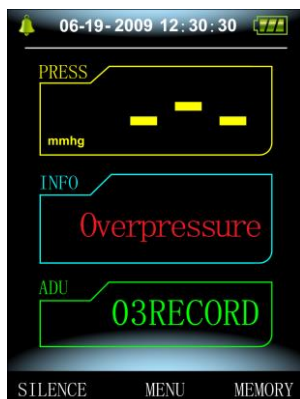 06-19-2009 12:30:30
PRESS
mmhg
INFO
Overpressure
ADU
03RECORD
SILENCE MENU MEMORY